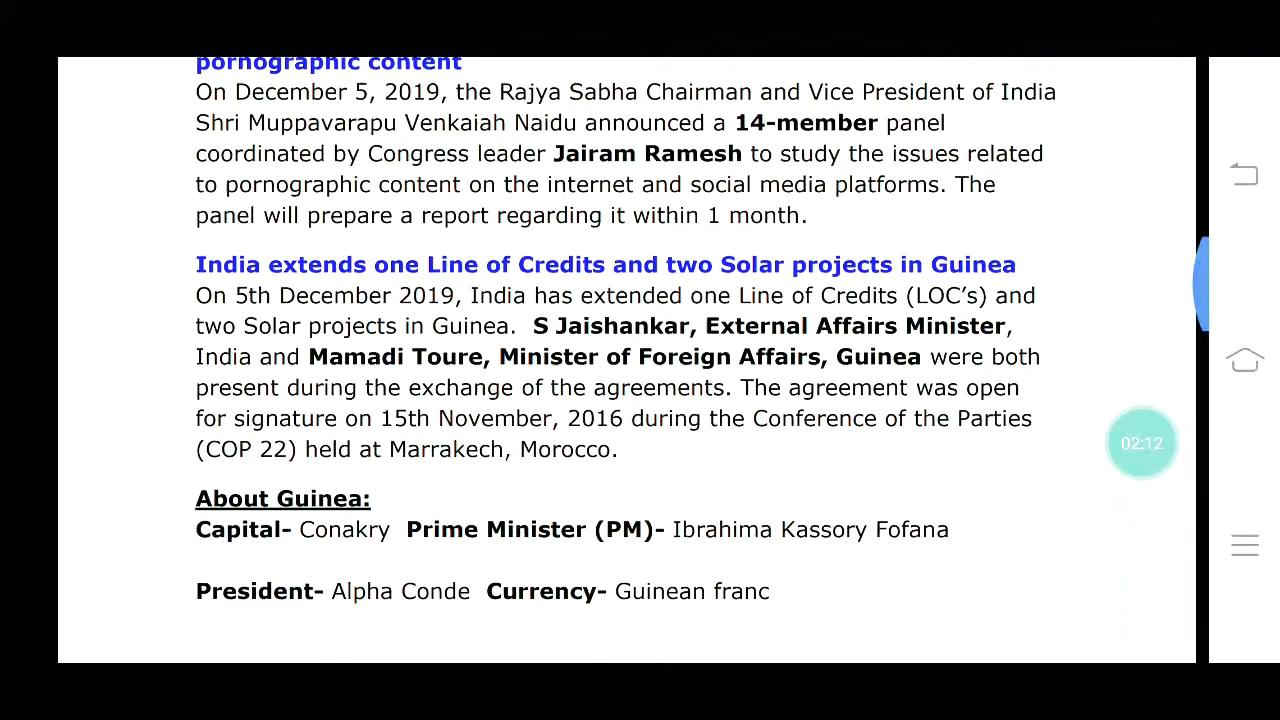 pornographic content
On December 5, 2019, the Rajya Sabha Chairman and Vice President of India
Shri Muppavarapu Venkaiah Naidu announced a 14-member panel
coordinated by Congress leader Jairam Ramesh to study the issues related
to pornographic content on the internet and social media platforms. The
panel will prepare a report regarding it within 1 month.
India extends one Line of Credits and two Solar projects in Guinea
On 5th December 2019, India has extended one Line of Credits (LOC’s) and
two Solar projects in Guinea. S Jaishankar, External Affairs Minister,
India and Mamadi Toure, Minister of Foreign Affairs, Guinea were both
present during the exchange of the agreements. The agreement was open
for signature on 15th November, 2016 during the Conference of the Parties
(COP 22) held at Marrakech, Morocco.
02:12
About Guinea:
Capital- Conakry Prime Minister (PM)- Ibrahima Kassory Fofana
President- Alpha Conde Currency- Guinean franc